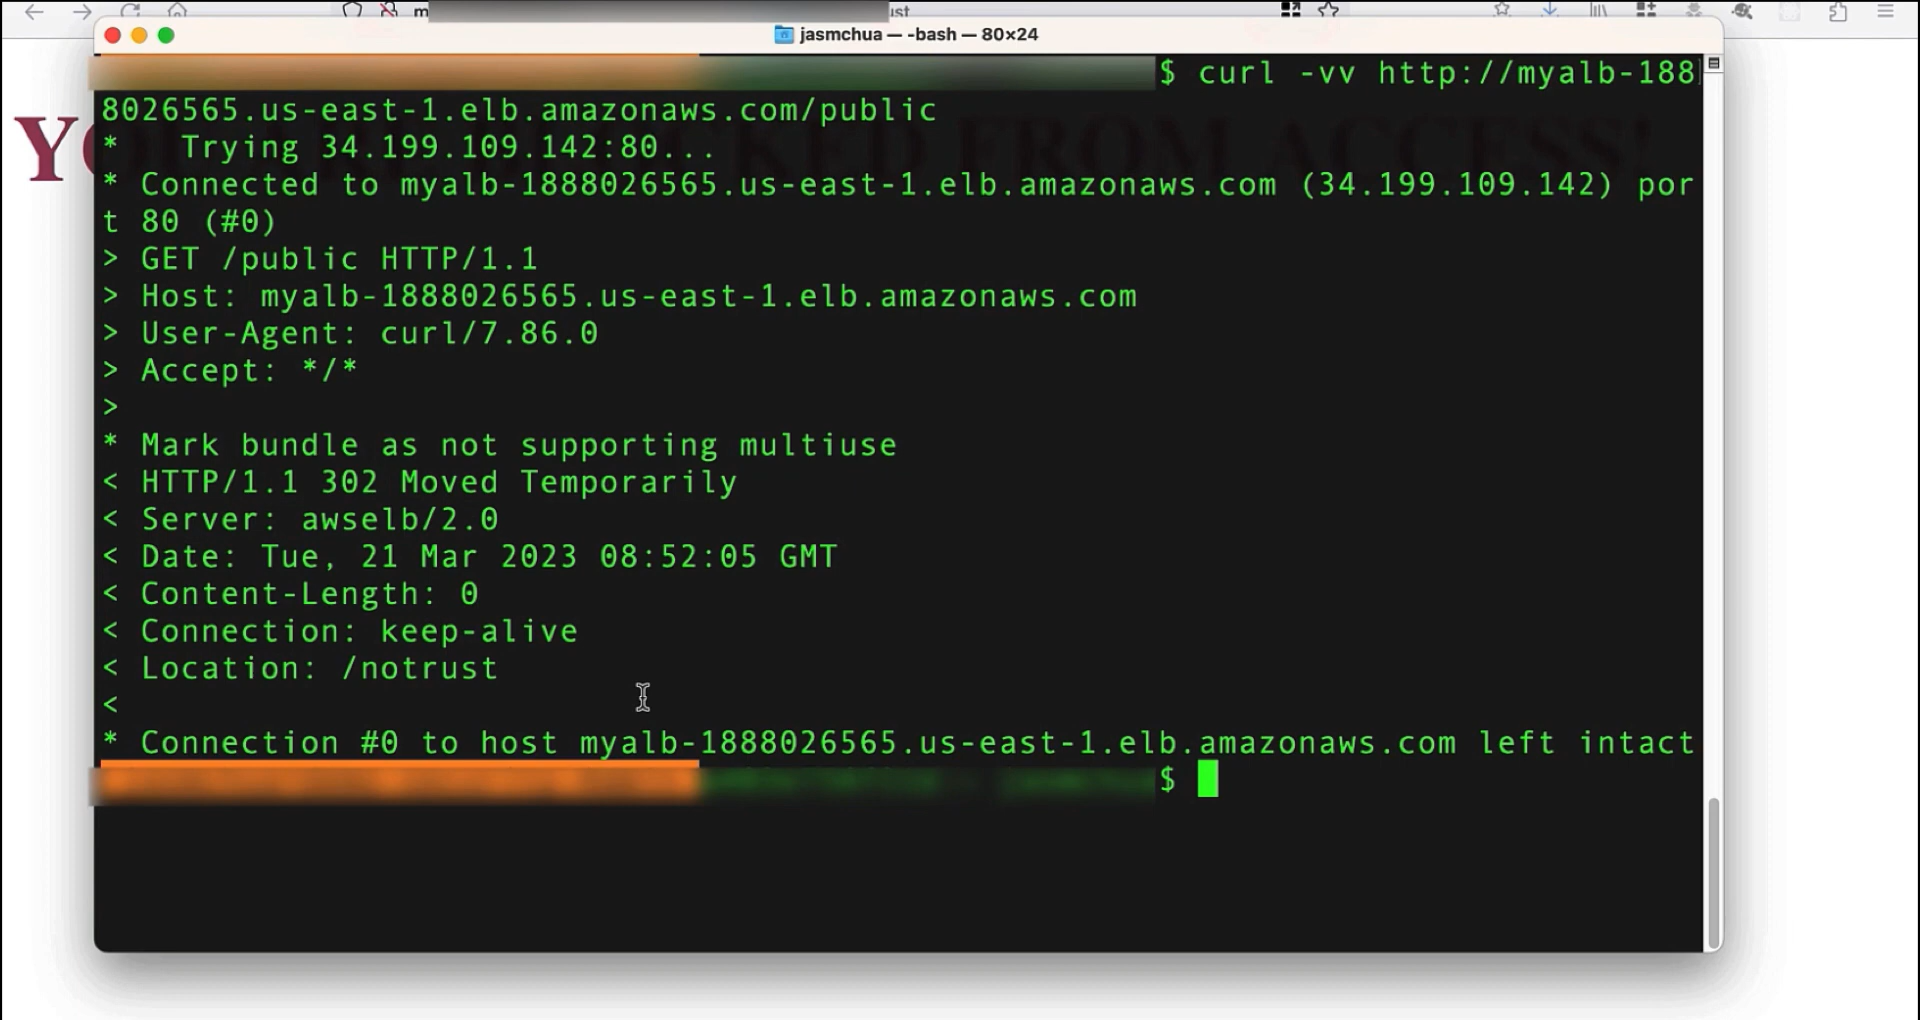 m
ust
jasmchua — -bash — 80×24
$ curl -vv http://myalb-188
8026565.us-east-1.elb.amazonaws.com/public
*   Trying 34.199.109.142:80...
* Connected to myalb-1888026565.us-east-1.elb.amazonaws.com (34.199.109.142) por
t 80 (#0)
> GET /public HTTP/1.1
> Host: myalb-1888026565.us-east-1.elb.amazonaws.com
> User-Agent: curl/7.86.0
> Accept: */*
>
* Mark bundle as not supporting multiuse
< HTTP/1.1 302 Moved Temporarily
< Server: awselb/2.0
< Date: Tue, 21 Mar 2023 08:52:05 GMT
< Content-Length: 0
< Connection: keep-alive
< Location: /notrust
<
* Connection #0 to host myalb-1888026565.us-east-1.elb.amazonaws.com left intact
$
FROM ACCESS!